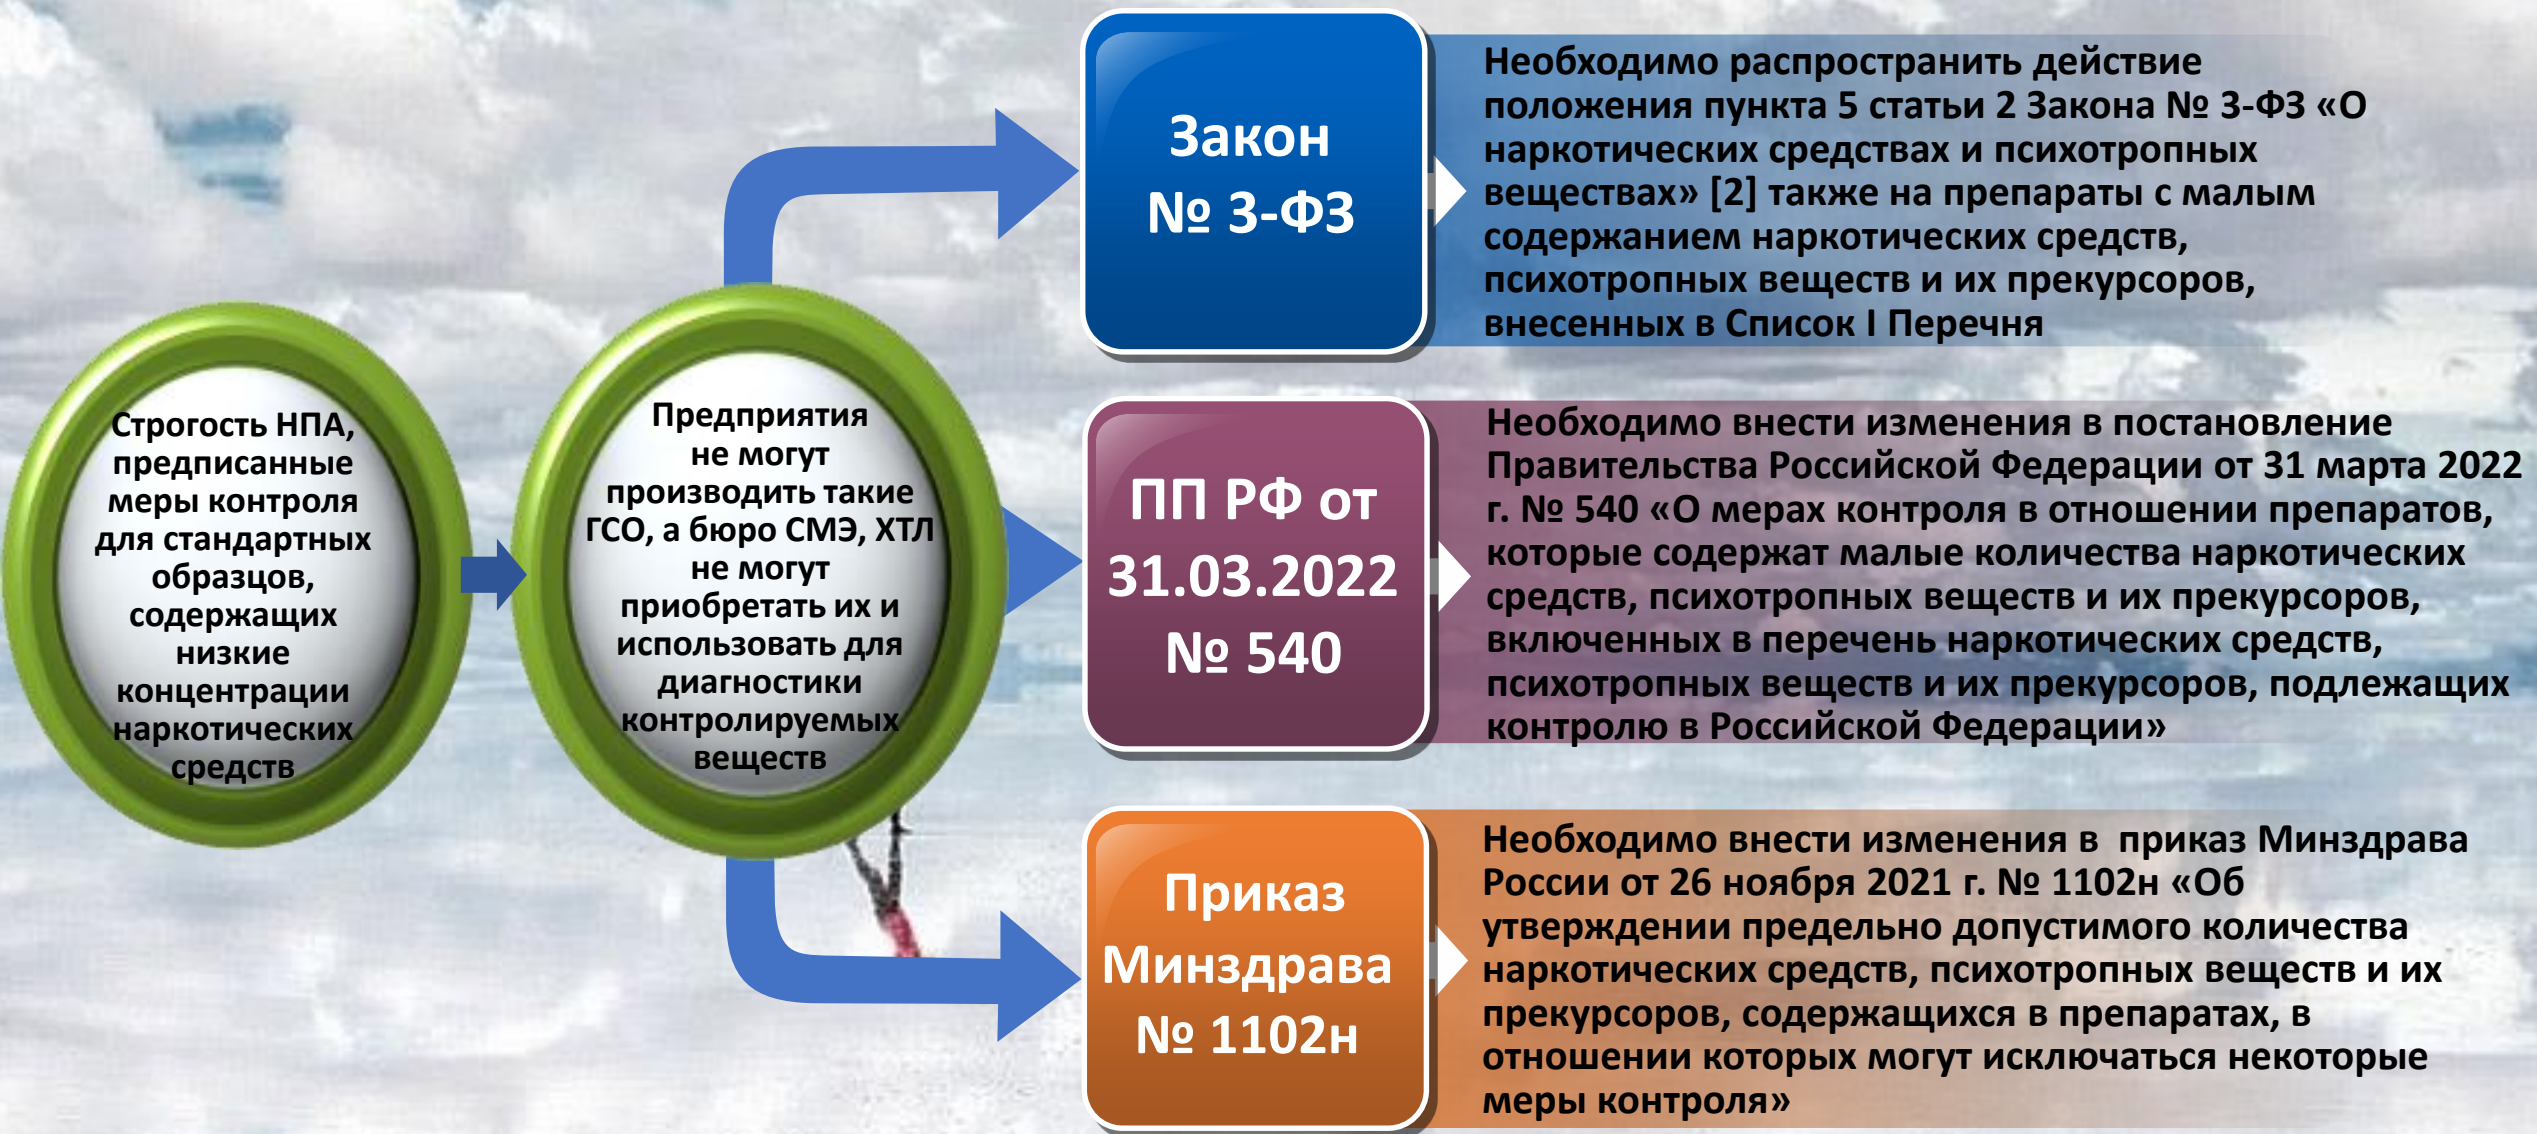 Строгость НПА,
предписанные
меры контроля
для стандартных
образцов,
содержащих
низкие
концентрации
наркотических
средств
Предприятия
не могут
производить такие
ГСО, а бюро СМЭ, ХТЛ
не могут
приобретать их и
использовать для
диагностики
контролируемых
веществ
Закон
№ 3-ФЗ
Необходимо распространить действие
положения пункта 5 статьи 2 Закона № 3-ФЗ «О
наркотических средствах и психотропных
веществах» [2] также на препараты с малым
содержанием наркотических средств,
психотропных веществ и их прекурсоров,
внесенных в Список I Перечня
ПП РФ от
31.03.2022
№ 540
Необходимо внести изменения в постановление
Правительства Российской Федерации от 31 марта 2022
г. № 540 «О мерах контроля в отношении препаратов,
которые содержат малые количества наркотических
средств, психотропных веществ и их прекурсоров,
включенных в перечень наркотических средств,
психотропных веществ и их прекурсоров, подлежащих
контролю в Российской Федерации»
Приказ
Минздрава
№ 1102н
Необходимо внести изменения в  приказ Минздрава
России от 26 ноября 2021 г. № 1102н «Об
утверждении предельно допустимого количества
наркотических средств, психотропных веществ и их
прекурсоров, содержащихся в препаратах, в
отношении которых могут исключаться некоторые
меры контроля»